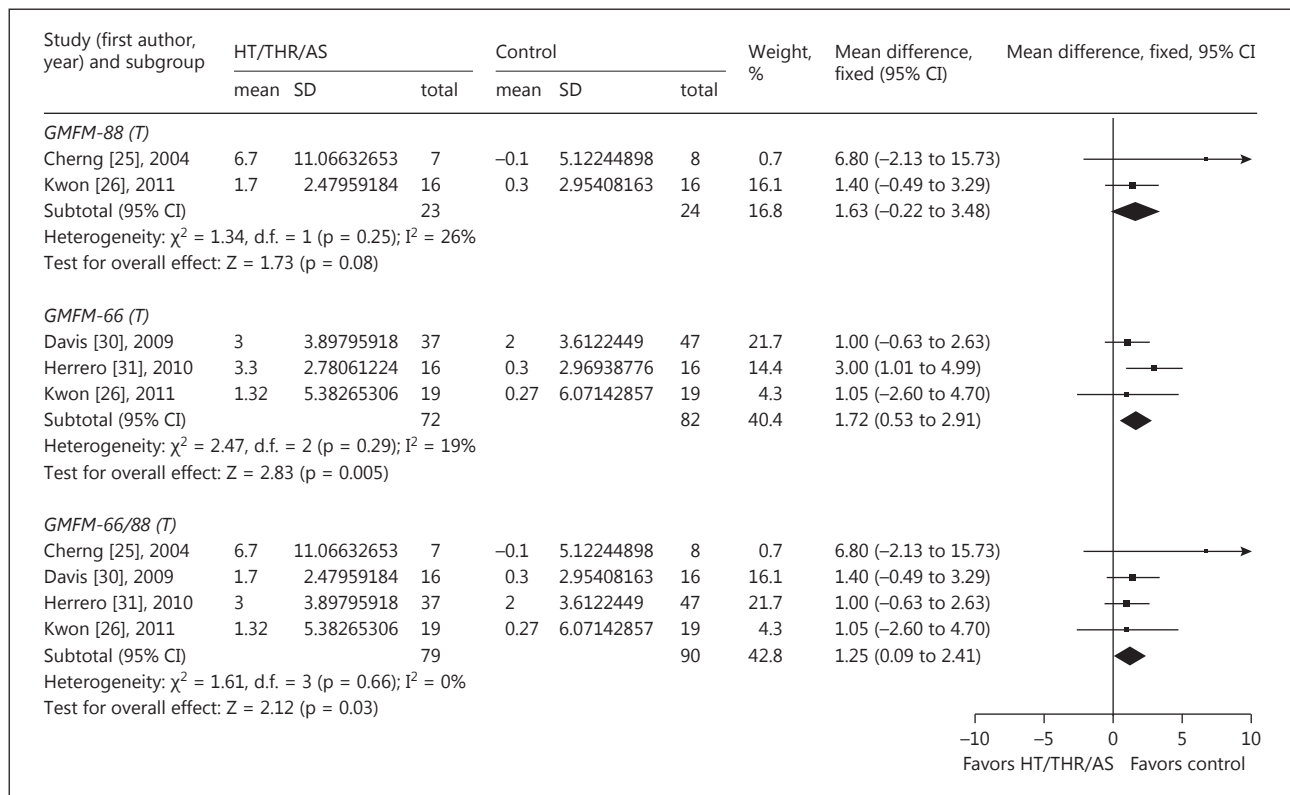 Study (first author, year) and subgroup HT/THR/AS Control Weight, % Mean difference, fixed (95% CI) Mean difference, fixed, 95% CI
mean SD total mean SD total
GMFM-88 (T)
Cherng [25], 2004 6.7 11.06632653 7 –0.1 5.12244898 8 0.7 6.80 (–2.13 to 15.73)
Kwon [26], 2011 1.7 2.47959184 16 0.3 2.95408163 16 16.1 1.40 (–0.49 to 3.29)
Subtotal (95% CI) 23 24 16.8 1.63 (–0.22 to 3.48)
Heterogeneity: χ² = 1.34, d.f. = 1 (p = 0.25); I² = 26%
Test for overall effect: Z = 1.73 (p = 0.08)
GMFM-66 (T)
Davis [30], 2009 3 3.89795918 37 2 3.6122449 47 21.7 1.00 (–0.63 to 2.63)
Herrero [31], 2010 3.3 2.78061224 16 0.3 2.96938776 16 14.4 3.00 (1.01 to 4.99)
Kwon [26], 2011 1.32 5.38265306 19 0.27 6.07142857 19 4.3 1.05 (–2.60 to 4.70)
Subtotal (95% CI) 72 82 40.4 1.72 (0.53 to 2.91)
Heterogeneity: χ² = 2.47, d.f. = 2 (p = 0.29); I² = 19%
Test for overall effect: Z = 2.83 (p = 0.005)
GMFM-66/88 (T)
Cherng [25], 2004 6.7 11.06632653 7 –0.1 5.12244898 8 0.7 6.80 (–2.13 to 15.73)
Davis [30], 2009 1.7 2.47959184 16 0.3 2.95408163 16 16.1 1.40 (–0.49 to 3.29)
Herrero [31], 2010 3 3.89795918 37 2 3.6122449 47 21.7 1.00 (–0.63 to 2.63)
Kwon [26], 2011 1.32 5.38265306 19 0.27 6.07142857 19 4.3 1.05 (–2.60 to 4.70)
Subtotal (95% CI) 79 90 42.8 1.25 (0.09 to 2.41)
Heterogeneity: χ² = 1.61, d.f. = 3 (p = 0.66); I² = 0%
Test for overall effect: Z = 2.12 (p = 0.03)
–10 –5 0 5 10
Favors HT/THR/AS Favors control